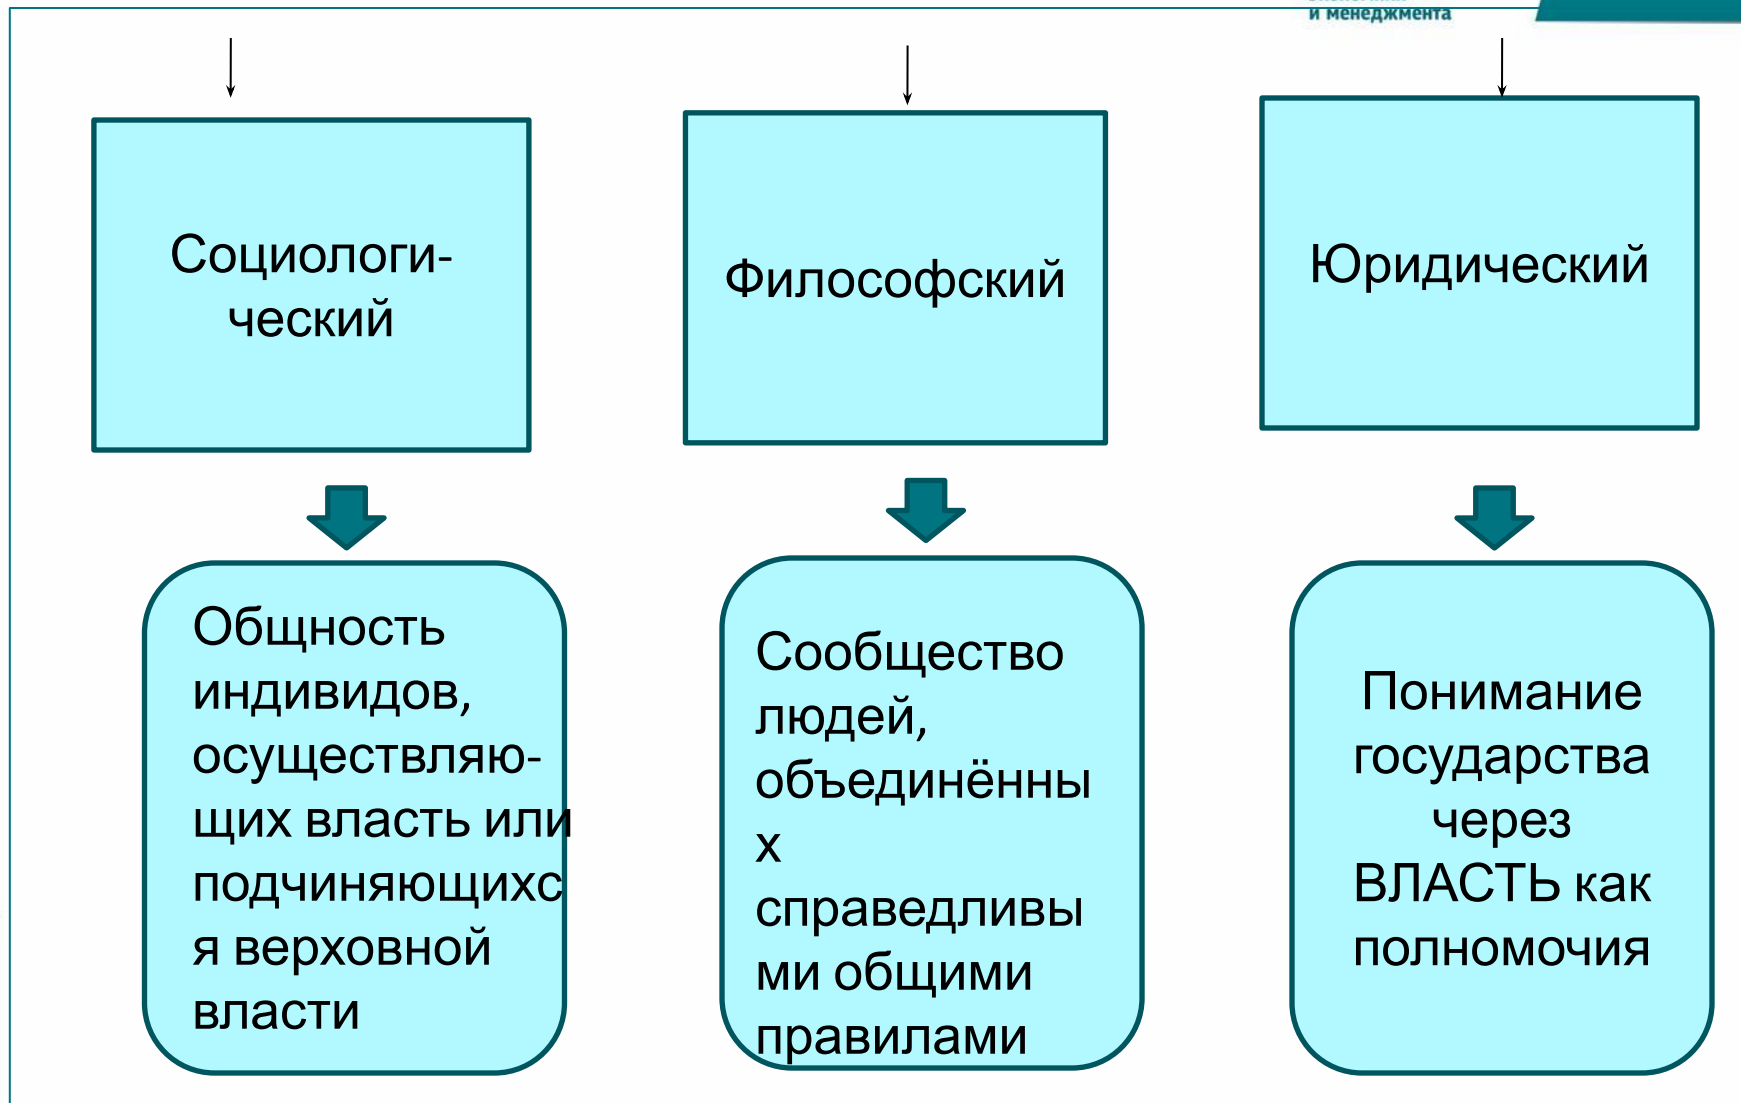 и менеджмента
Социологи-
ческий
Философский
Юридический
Общность
индивидов,
осуществляю-
щих власть или
подчиняющихс
я верховной
власти
Сообщество
людей,
объединённы
х
справедливы
ми общими
правилами
Понимание
государства
через
ВЛАСТЬ как
полномочия